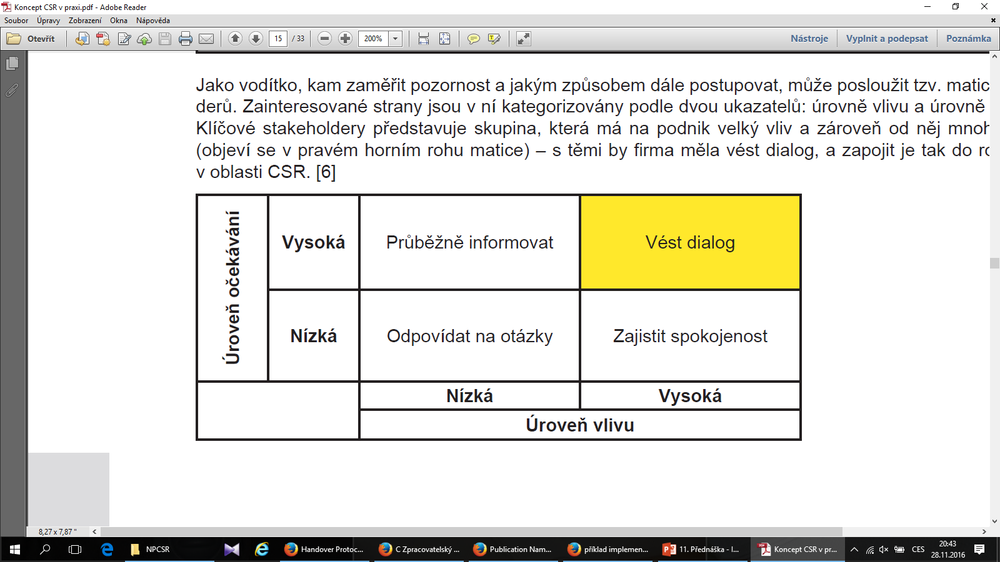 Koncept CSR v praxi.pdf - Adobe Reader
Soubor Úpravy Zobrazení Okna Nápověda
Otevřít 15 / 33 200% Nástroje Vyplnit a podepsat Poznámka
Jako vodítko, kam zaměřit pozornost a jakým způsobem dále postupovat, může posloužit tzv. matic
derů. Zainteresované strany jsou v ní kategorizovány podle dvou ukazatelů: úrovně vlivu a úrovně
Klíčové stakeholdery představuje skupina, která má na podnik velký vliv a zároveň od něj mnoh
(objeví se v pravém horním rohu matice) – s těmi by firma měla vést dialog, a zapojit je tak do ro
v oblasti CSR. [6]
Úroveň očekávání
Vysoká Průběžně informovat Vést dialog
Nízká Odpovídat na otázky Zajistit spokojenost
Nízká Vysoká
Úroveň vlivu
8,27 x 7,87 "
NPCSR Handover Protoc... C Zpracovatelský ... Publication Nam... příklad implemen... 11. Přednáška - I... Koncept CSR v pr... CES 20:43
28.11.2016